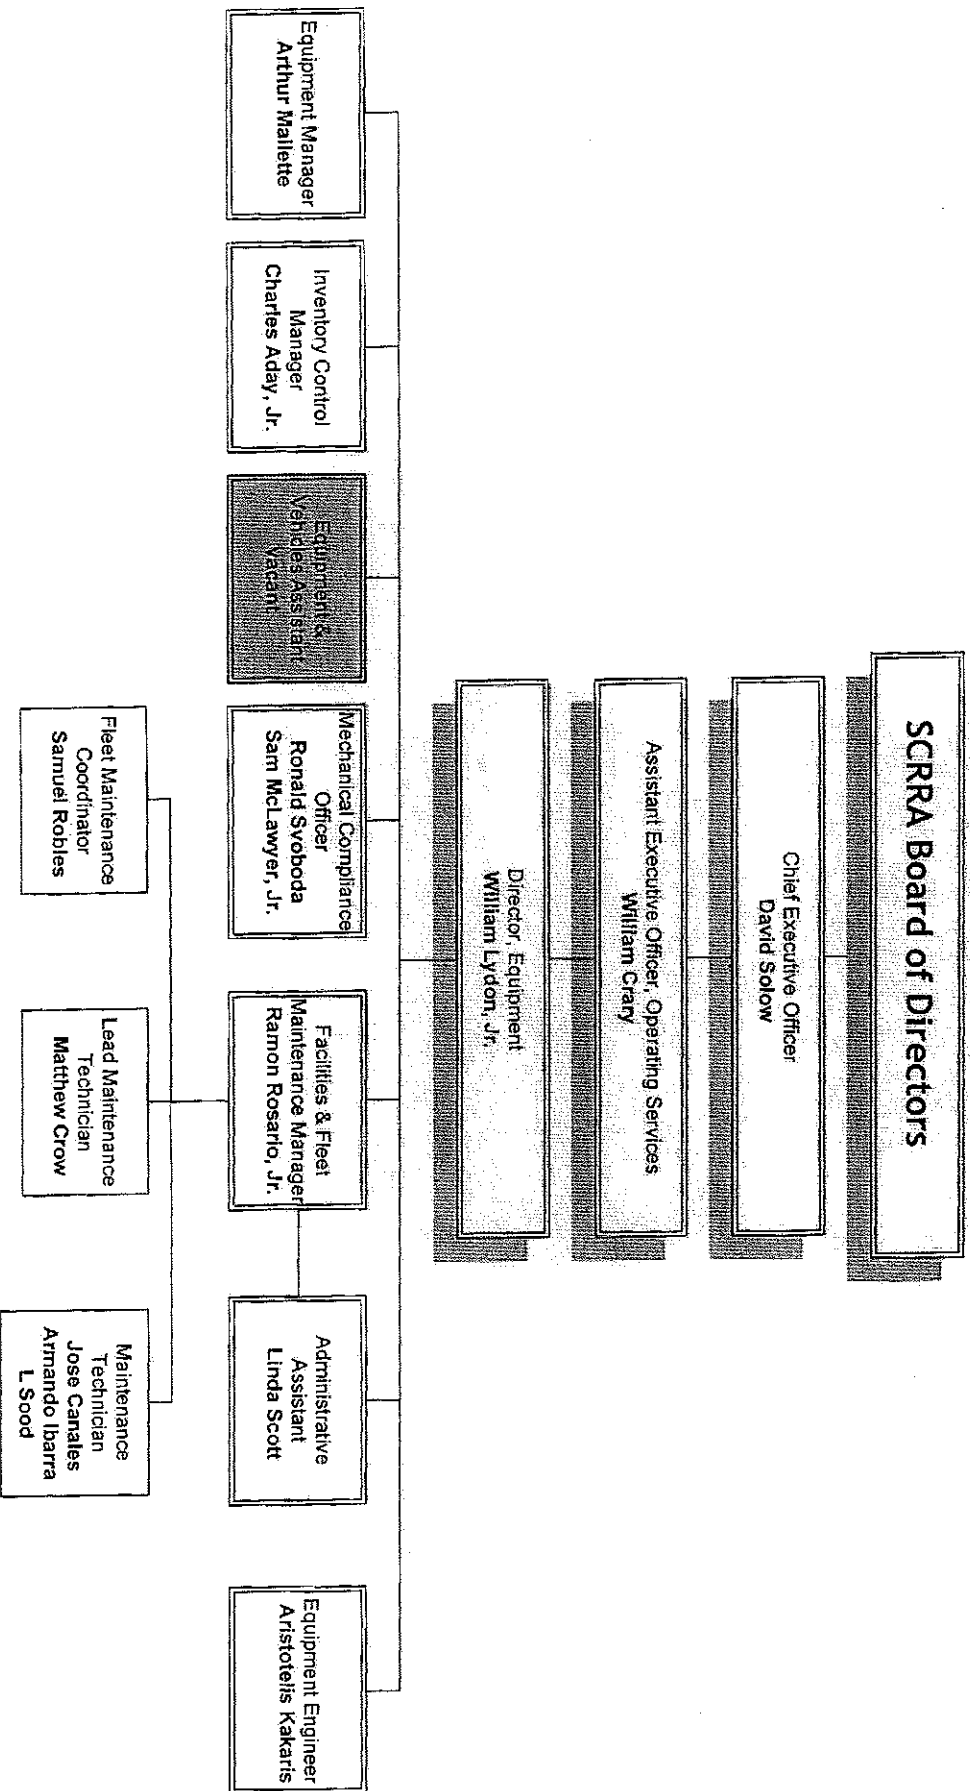 SCRRA Board of Directors
Chief Executive Officer
David Solow
Assistant Executive Officer, Operating Services
William Crary
Director, Equipment
William Lydon, Jr.
Equipment Manager
Arthur Mallette
Inventory Control
Manager
Charles Aday, Jr.
Equipment &
Vehicles Assistant
Vacant
Mechanical Compliance
Officer
Ronald Svoboda
Sam McLawyer, Jr.
Facilities & Fleet
Maintenance Manager
Ramon Rosario, Jr.
Administrative
Assistant
Linda Scott
Equipment Engineer
Aristotelis Kakaris
Fleet Maintenance
Coordinator
Samuel Robles
Lead Maintenance
Technician
Matthew Crow
Maintenance
Technician
Jose Canales
Armando Ibarra
L Sood